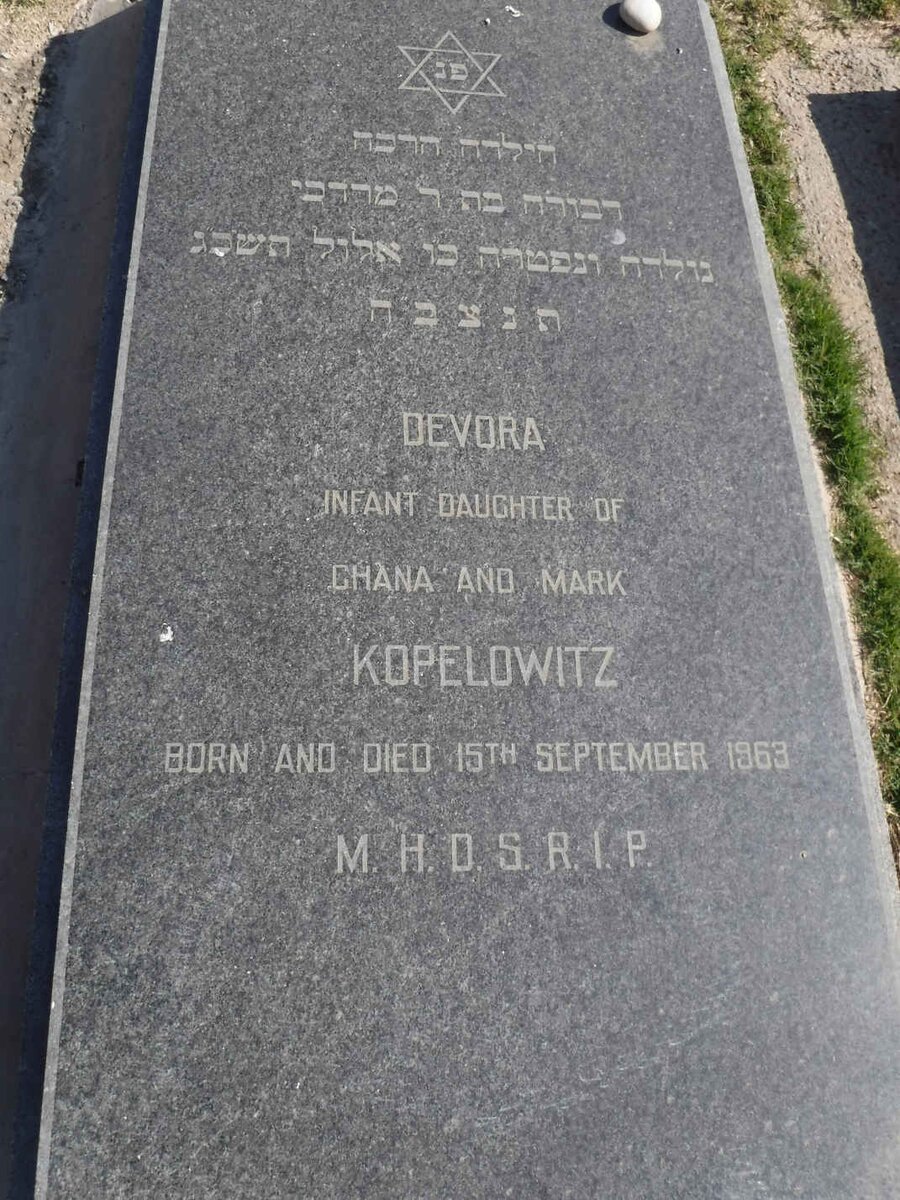 פנ
הילדה הרכה
דבורה בת ר' מרדכי
נולדה ונפטרה כו אלול תשכג
ת נ צ ב ה
DEVORA
INFANT DAUGHTER OF
CHANA AND MARK
KOPELOWITZ
BORN AND DIED 15TH SEPTEMBER 1963
M. H. D. S. R. I. P.